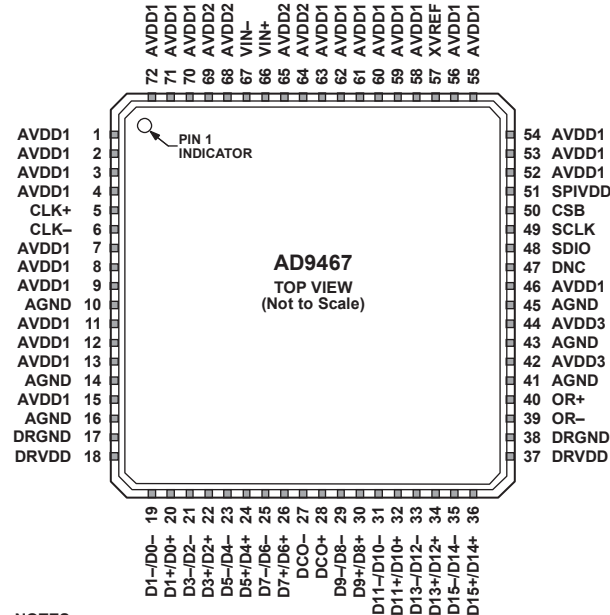 72 AVDD1
71 AVDD1
70 AVDD1
69 AVDD2
68 AVDD2
67 VIN–
66 VIN+
65 AVDD2
64 AVDD2
63 AVDD1
62 AVDD1
61 AVDD1
60 AVDD1
59 AVDD1
58 AVDD1
57 XVREF
56 AVDD1
55 AVDD1
AVDD1 1
AVDD1 2
AVDD1 3
AVDD1 4
CLK+ 5
CLK– 6
AVDD1 7
AVDD1 8
AVDD1 9
AGND 10
AVDD1 11
AVDD1 12
AVDD1 13
AGND 14
AVDD1 15
AGND 16
DRGND 17
DRVDD 18
PIN 1
INDICATOR
AD9467
TOP VIEW
(Not to Scale)
54 AVDD1
53 AVDD1
52 AVDD1
51 SPIVDD
50 CSB
49 SCLK
48 SDIO
47 DNC
46 AVDD1
45 AGND
44 AVDD3
43 AGND
42 AVDD3
41 AGND
40 OR+
39 OR–
38 DRGND
37 DRVDD
D1–/D0– 19
D1+/D0+ 20
D3–/D2– 21
D3+/D2+ 22
D5–/D4– 23
D5+/D4+ 24
D7–/D6– 25
D7+/D6+ 26
DCO– 27
DCO+ 28
D9–/D8– 29
D9+/D8+ 30
D11–/D10– 31
D11+/D10+ 32
D13–/D12– 33
D13+/D12+ 34
D15–/D14– 35
D15+/D14+ 36